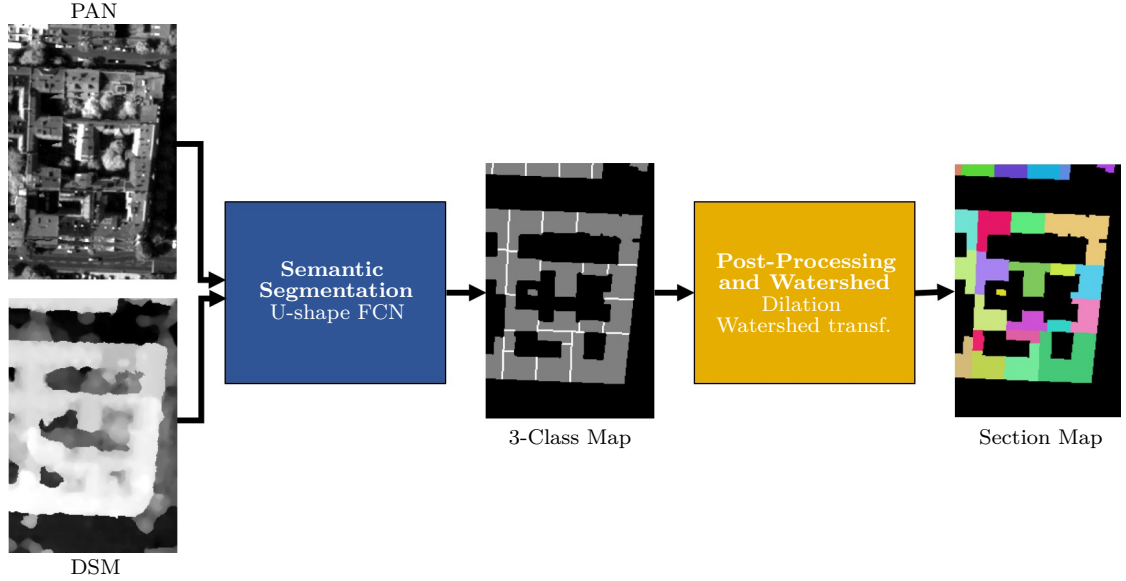 PAN
Semantic
Segmentation
U-shape FCN
Post-Processing
and Watershed
Dilation
Watershed transf.
3-Class Map
Section Map
DSM